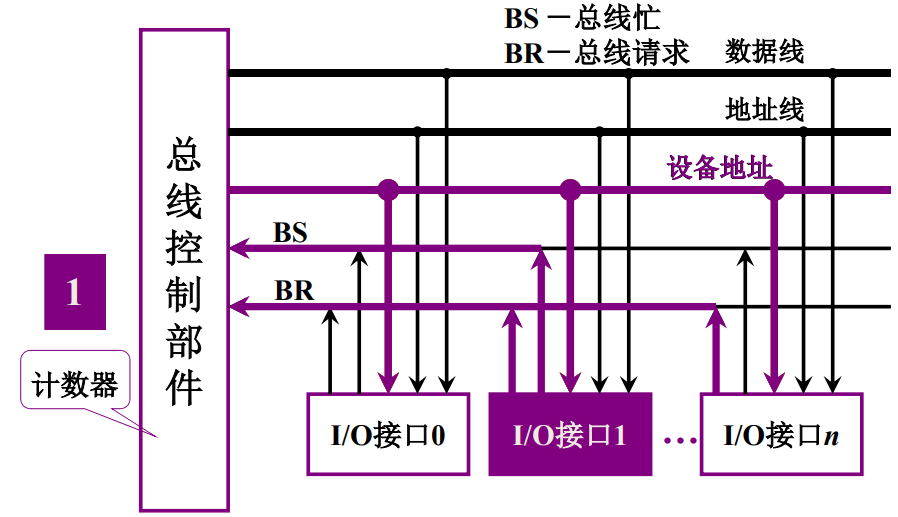 BS－总线忙
BR－总线请求
数据线
地址线
设备地址
BS
BR
总线控制部件
1
计数器
I/O接口0
I/O接口1
…
I/O接口n